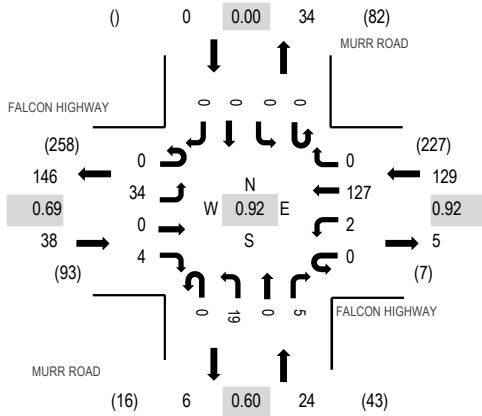 () 0 0.00 34 (82)
MURR ROAD
FALCON HIGHWAY
0 0 0 0
(258) (227)
146 0 0 129
34 N 127
0.69 W 0.92 E 0.92
38 0 S 2 5
4 0
(93) (7)
0 19 0 5
FALCON HIGHWAY
MURR ROAD
(16) 6 0.60 24 (43)